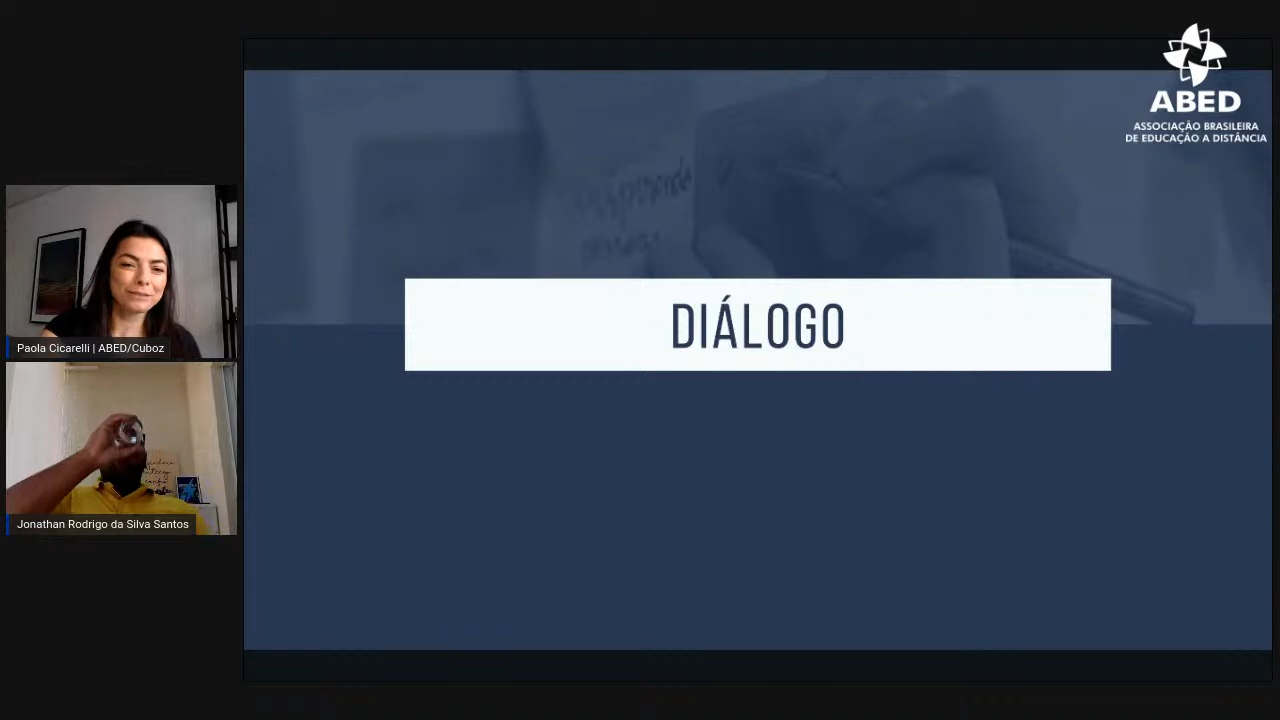 ABED
ASSOCIAÇÃO BRASILEIRA
DE EDUCAÇÃO A DISTÂNCIA
DIÁLOGO
Paola Cicarelli | ABED/Cuboz
Jonathan Rodrigo da Silva Santos